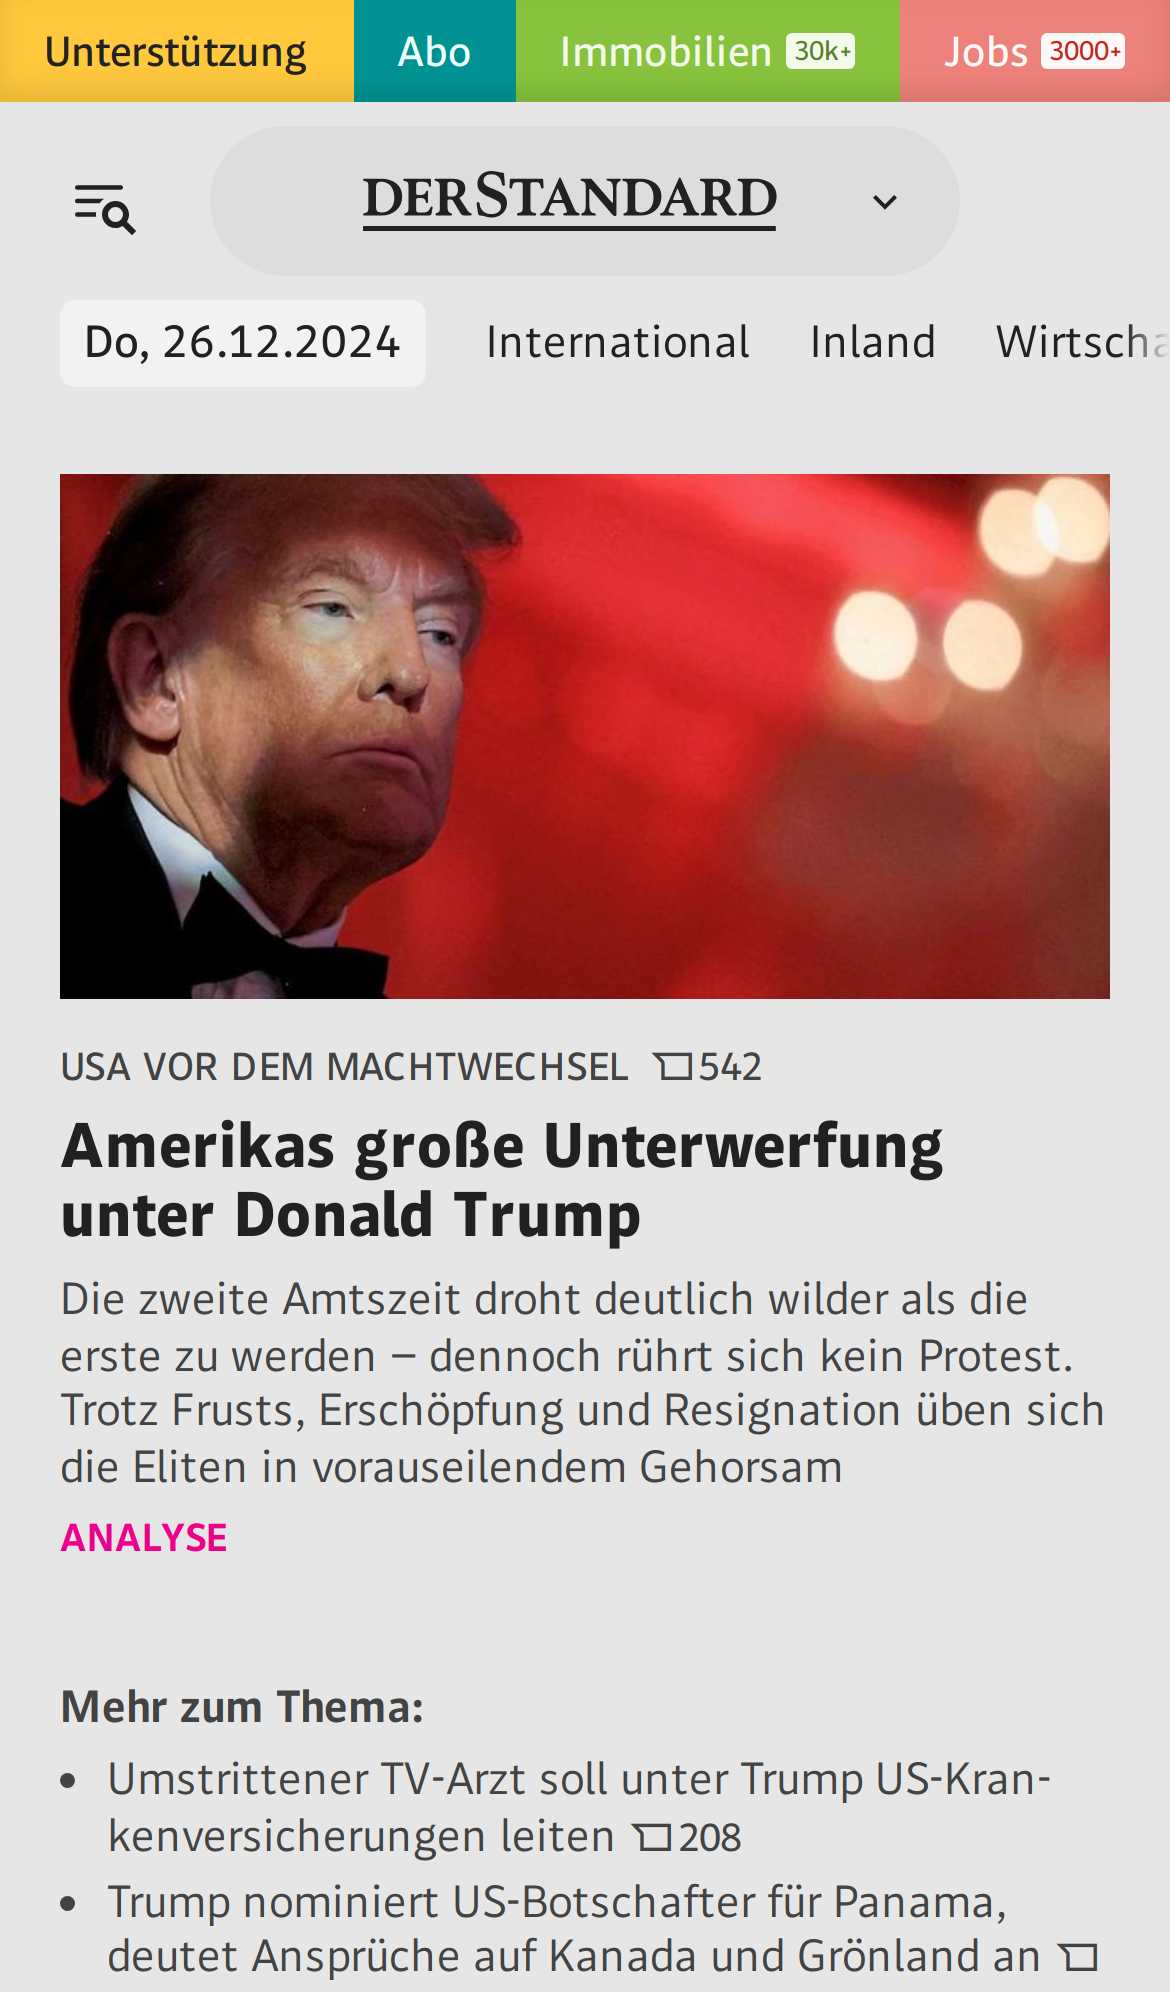 Unterstützung Abo Immobilien 30k+ Jobs 3000+
DERSTANDARD
Do, 26.12.2024 International Inland Wirtscha
USA VOR DEM MACHTWECHSEL 542
Amerikas große Unterwerfung
unter Donald Trump
Die zweite Amtszeit droht deutlich wilder als die
erste zu werden – dennoch rührt sich kein Protest.
Trotz Frusts, Erschöpfung und Resignation üben sich
die Eliten in vorauseilendem Gehorsam
ANALYSE
Mehr zum Thema:
• Umstrittener TV-Arzt soll unter Trump US-Kran-
kenversicherungen leiten 208
• Trump nominiert US-Botschafter für Panama,
deutet Ansprüche auf Kanada und Grönland an